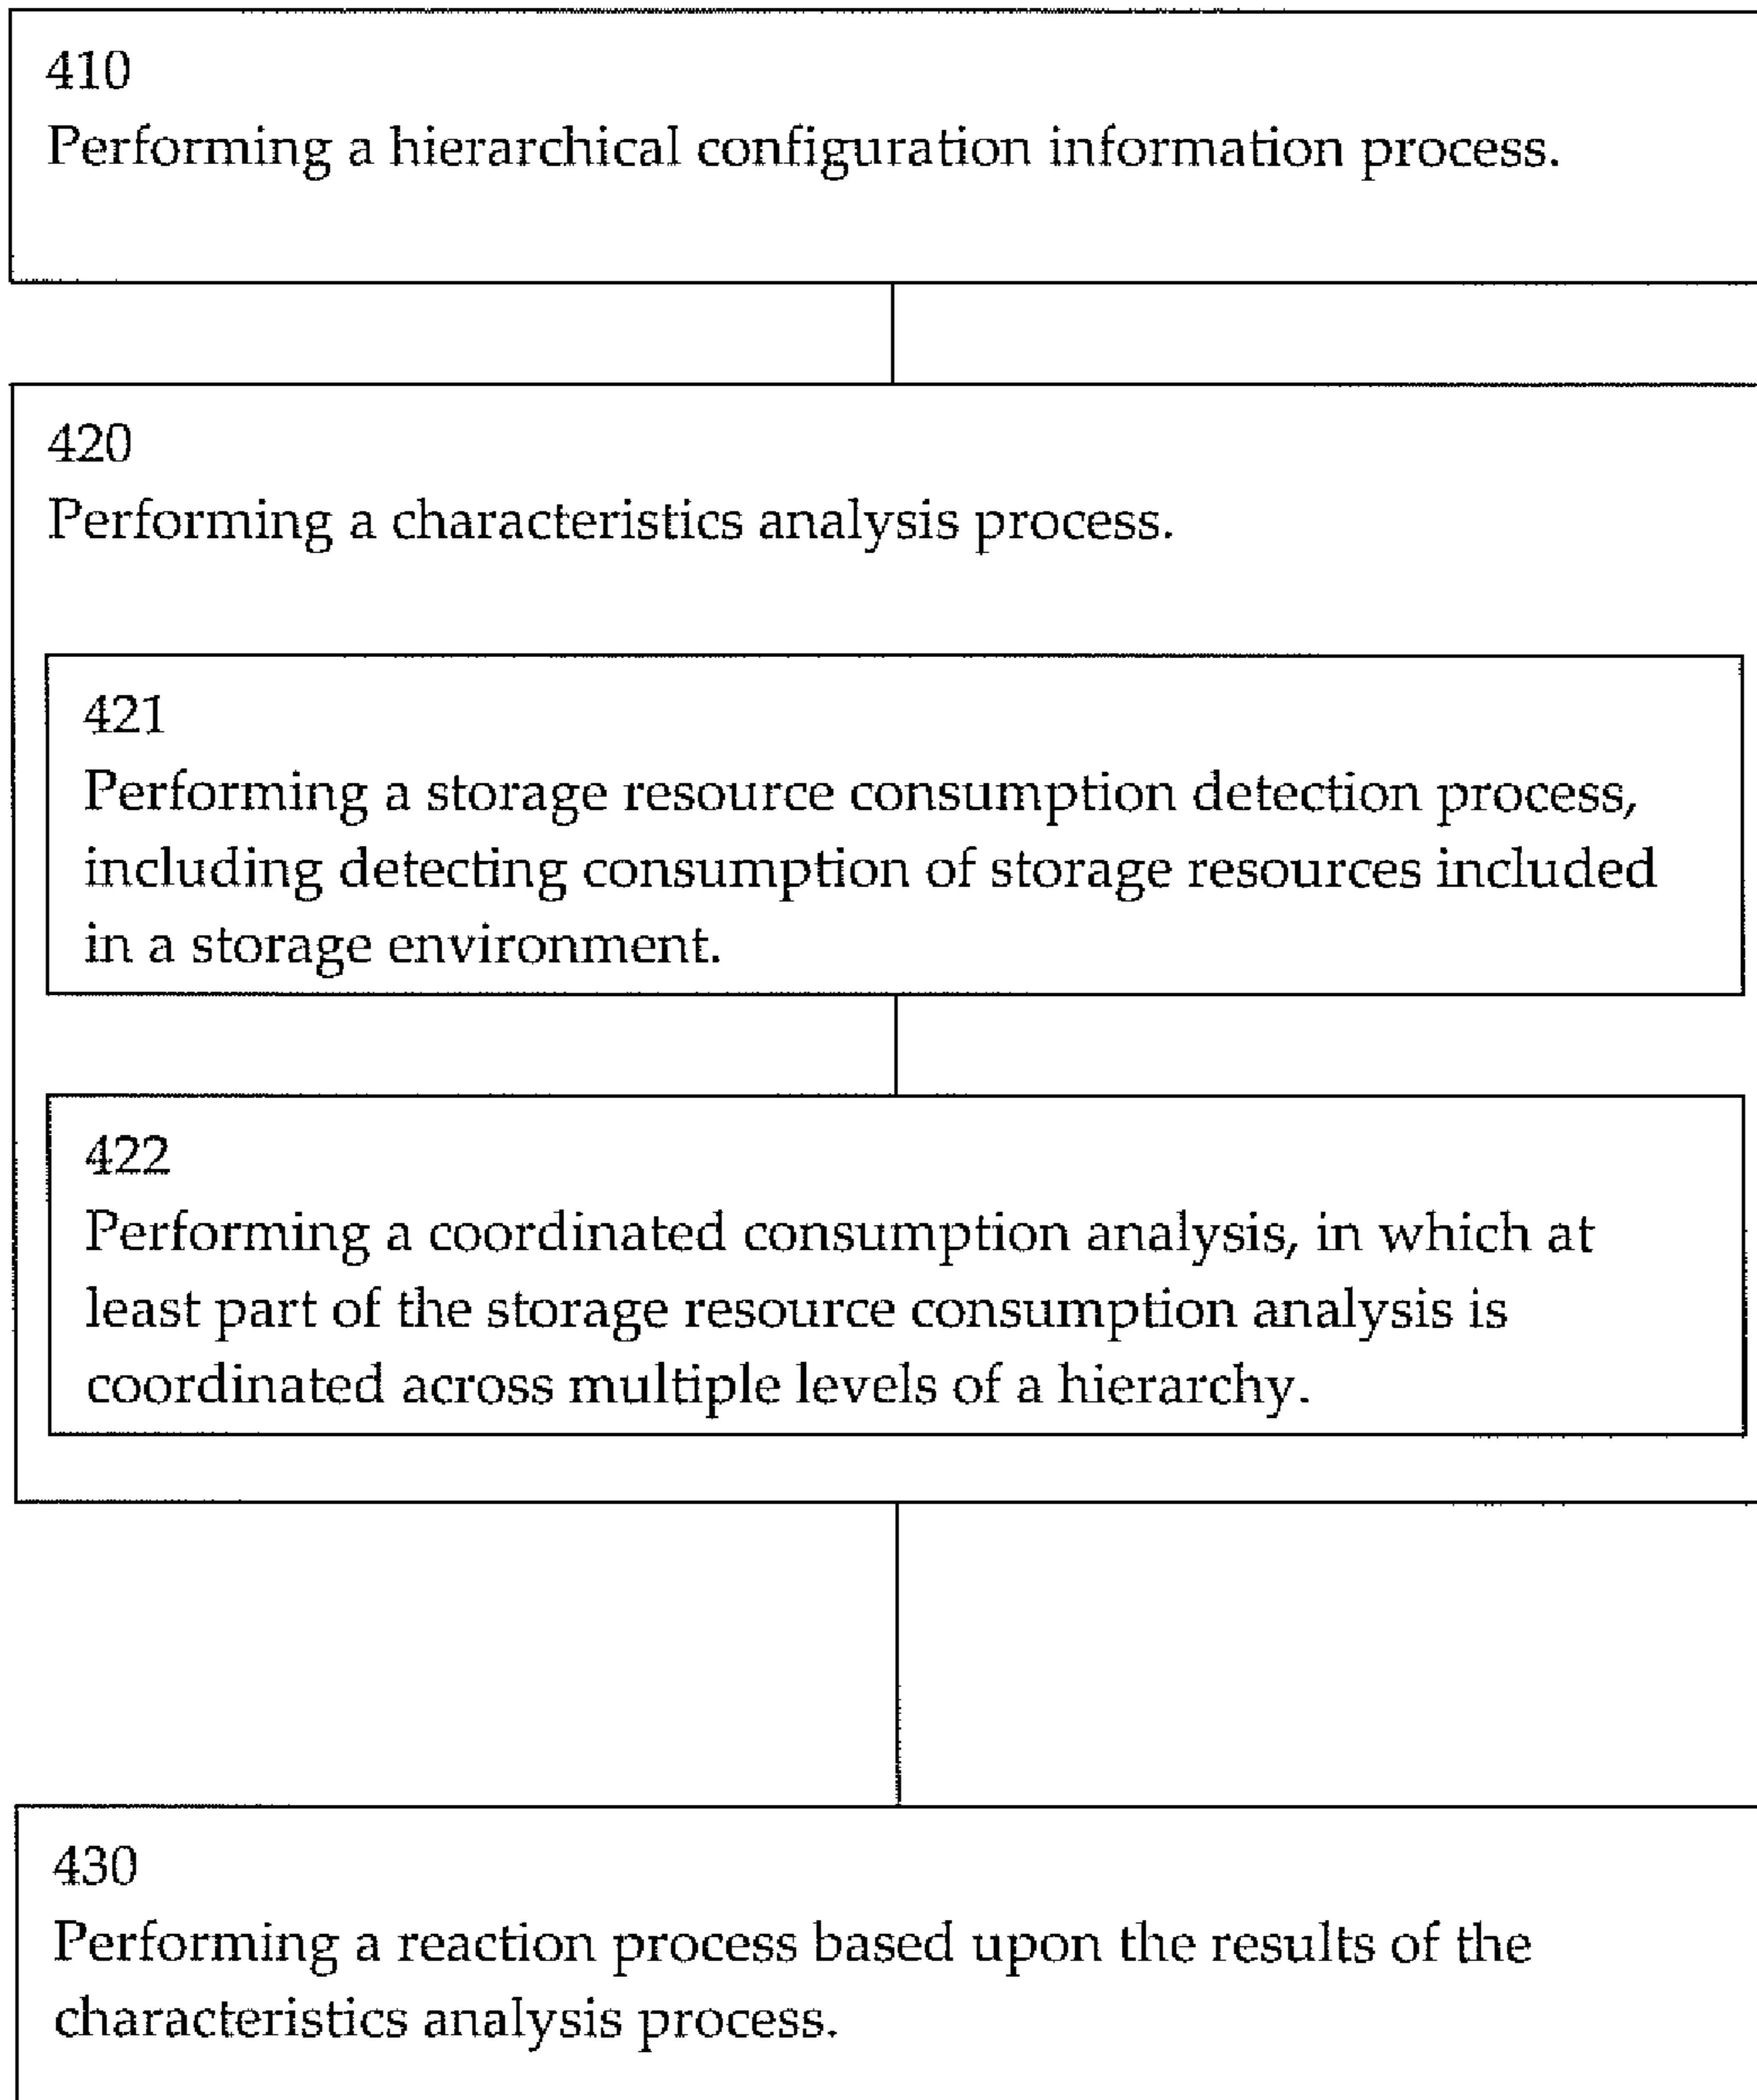 410
Performing a hierarchical configuration information process.
420
Performing a characteristics analysis process.
421
Performing a storage resource consumption detection process,
including detecting consumption of storage resources included
in a storage environment.
422
Performing a coordinated consumption analysis, in which at
least part of the storage resource consumption analysis is
coordinated across multiple levels of a hierarchy.
430
Performing a reaction process based upon the results of the
characteristics analysis process.